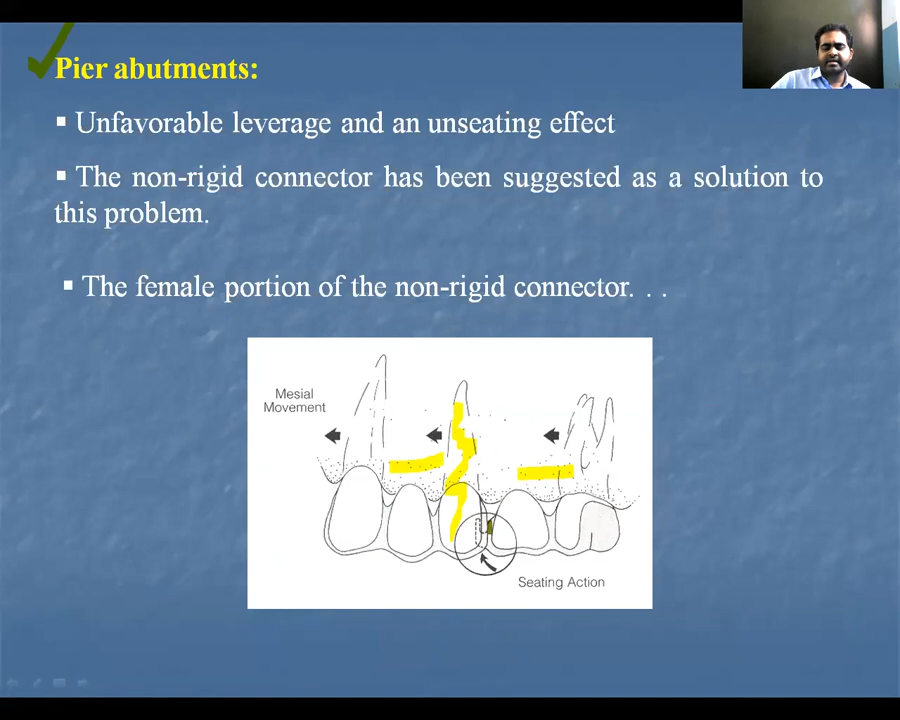 Pier abutments:
▪ Unfavorable leverage and an unseating effect
▪ The non-rigid connector has been suggested as a solution to
this problem.
▪ The female portion of the non-rigid connector. . .
Mesial
Movement
Seating Action